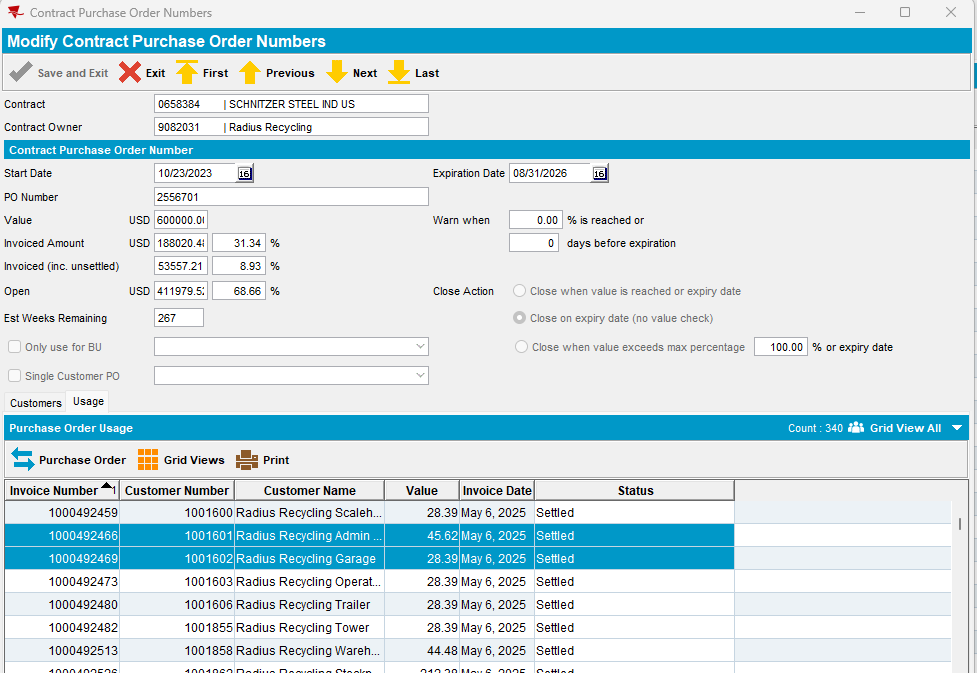 Contract Purchase Order Numbers
Modify Contract Purchase Order Numbers
Save and Exit Exit First Previous Next Last
Contract 0658384 | SCHNITZER STEEL IND US
Contract Owner 9082031 | Radius Recycling
Contract Purchase Order Number
Start Date 10/23/2023 16 Expiration Date 08/31/2026 16
PO Number 2556701
Value USD 600000.00 Warn when 0.00 % is reached or
Invoiced Amount USD 188020.48 31.34 % 0 days before expiration
Invoiced (inc. unsettled) 53557.21 8.93 %
Open USD 411979.52 68.66 % Close Action Close when value is reached or expiry date
Est Weeks Remaining 267 Close on expiry date (no value check)
Only use for BU Close when value exceeds max percentage 100.00 % or expiry date
Single Customer PO
Customers Usage
Purchase Order Usage Count : 340 Grid View All
Purchase Order Grid Views Print
Invoice Number 1 Customer Number Customer Name Value Invoice Date Status
1000492459 1001600 Radius Recycling Scaleh... 28.39 May 6, 2025 Settled
1000492466 1001601 Radius Recycling Admin ... 45.62 May 6, 2025 Settled
1000492469 1001602 Radius Recycling Garage 28.39 May 6, 2025 Settled
1000492473 1001603 Radius Recycling Operat... 28.39 May 6, 2025 Settled
1000492480 1001606 Radius Recycling Trailer 28.39 May 6, 2025 Settled
1000492482 1001855 Radius Recycling Tower 28.39 May 6, 2025 Settled
1000492513 1001858 Radius Recycling Wareh... 44.48 May 6, 2025 Settled
Radius Recycling May 6, 2025 Settled